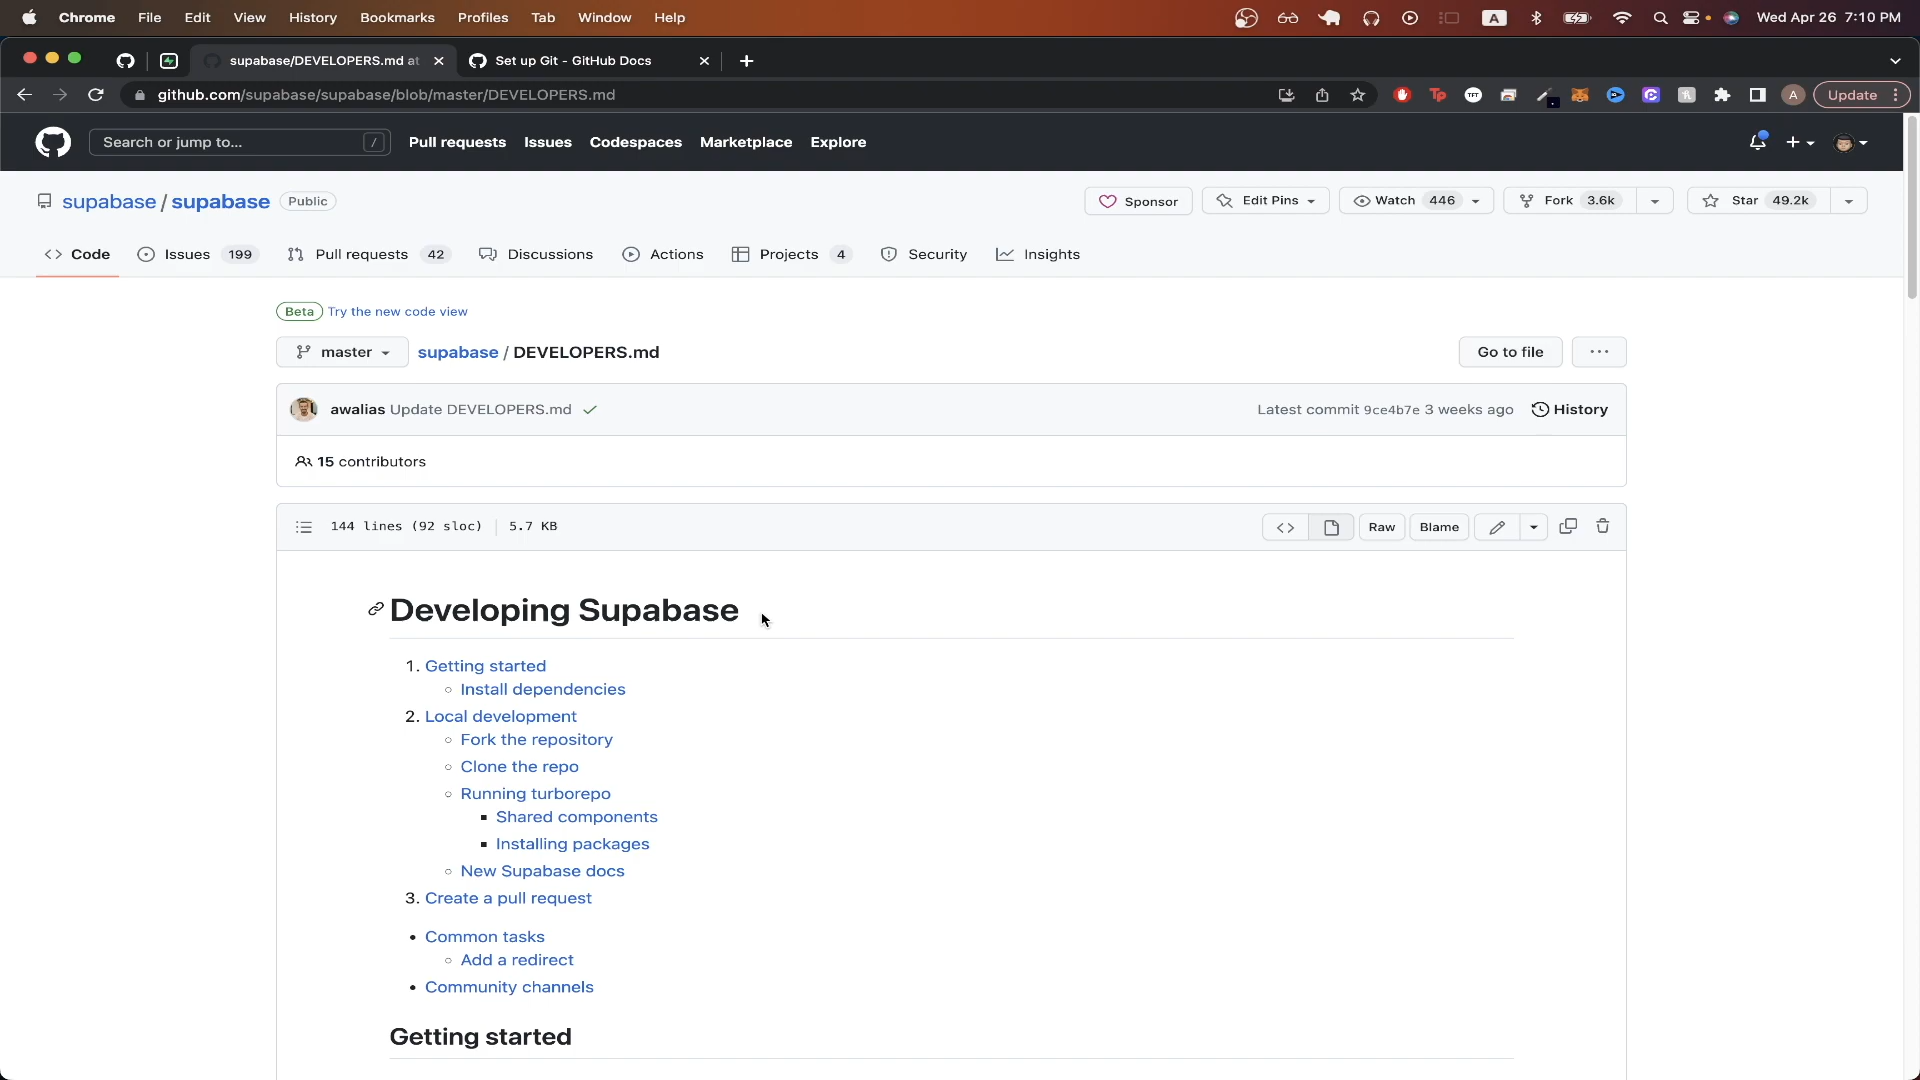 Chrome File Edit View History Bookmarks Profiles Tab Window Help A Wed Apr 26 7:10 PM
supabase/DEVELOPERS.md at Set up Git - GitHub Docs
github.com/supabase/supabase/blob/master/DEVELOPERS.md Update
Search or jump to... / Pull requests Issues Codespaces Marketplace Explore
supabase / supabase Public Sponsor Edit Pins Watch 446 Fork 3.6k Star 49.2k
Code Issues 199 Pull requests 42 Discussions Actions Projects 4 Security Insights
Beta Try the new code view
master supabase / DEVELOPERS.md Go to file ...
awalias Update DEVELOPERS.md Latest commit 9ce4b7e 3 weeks ago History
15 contributors
144 lines (92 sloc) 5.7 KB <> Raw Blame
Developing Supabase
1. Getting started
Install dependencies
2. Local development
Fork the repository
Clone the repo
Running turborepo
Shared components
Installing packages
New Supabase docs
3. Create a pull request
Common tasks
Add a redirect
Community channels
Getting started